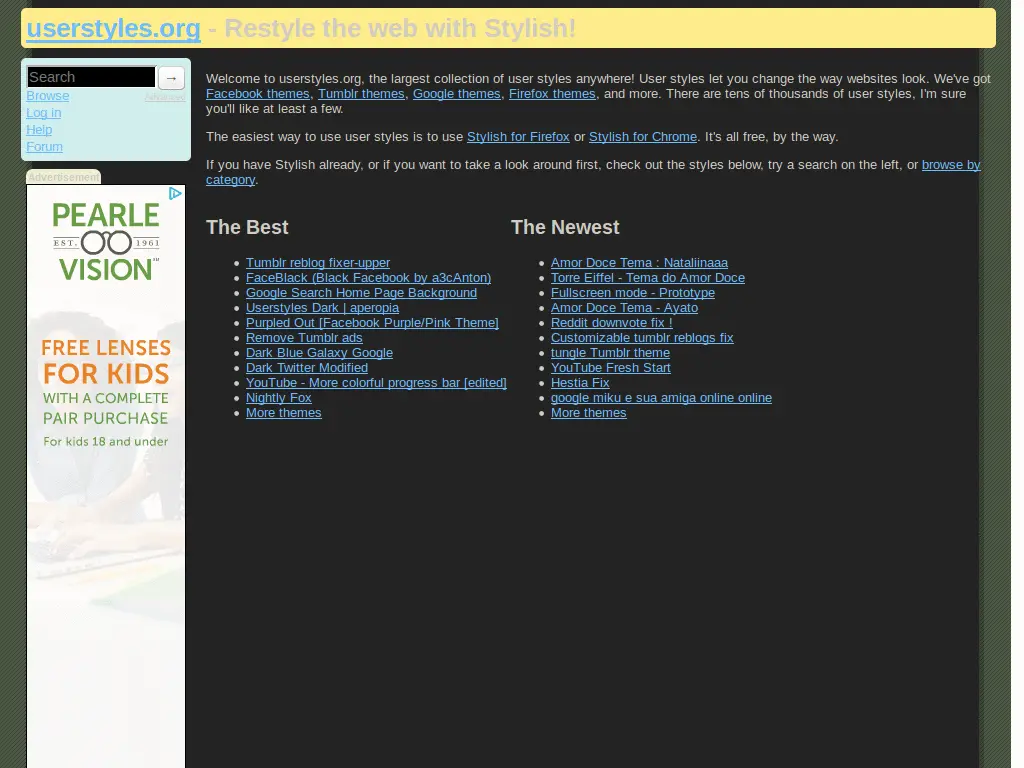 userstyles.org - Restyle the web with Stylish!
Search →
Browse
Log in
Help
Forum
Advertisement
PEARLE
EST. 1961
VISION™
FREE LENSES
FOR KIDS
WITH A COMPLETE
PAIR PURCHASE
For kids 18 and under
Welcome to userstyles.org, the largest collection of user styles anywhere! User styles let you change the way websites look. We've got
Facebook themes, Tumblr themes, Google themes, Firefox themes, and more. There are tens of thousands of user styles, I'm sure
you'll like at least a few.
The easiest way to use user styles is to use Stylish for Firefox or Stylish for Chrome. It's all free, by the way.
If you have Stylish already, or if you want to take a look around first, check out the styles below, try a search on the left, or browse by
category.
The Best
Tumblr reblog fixer-upper
FaceBlack (Black Facebook by a3cAnton)
Google Search Home Page Background
Userstyles Dark | aperopia
Purpled Out [Facebook Purple/Pink Theme]
Remove Tumblr ads
Dark Blue Galaxy Google
Dark Twitter Modified
YouTube - More colorful progress bar [edited]
Nightly Fox
More themes
The Newest
Amor Doce Tema : Nataliinaaa
Torre Eiffel - Tema do Amor Doce
Fullscreen mode - Prototype
Amor Doce Tema - Ayato
Reddit downvote fix !
Customizable tumblr reblogs fix
tungle Tumblr theme
YouTube Fresh Start
Hestia Fix
google miku e sua amiga online online
More themes